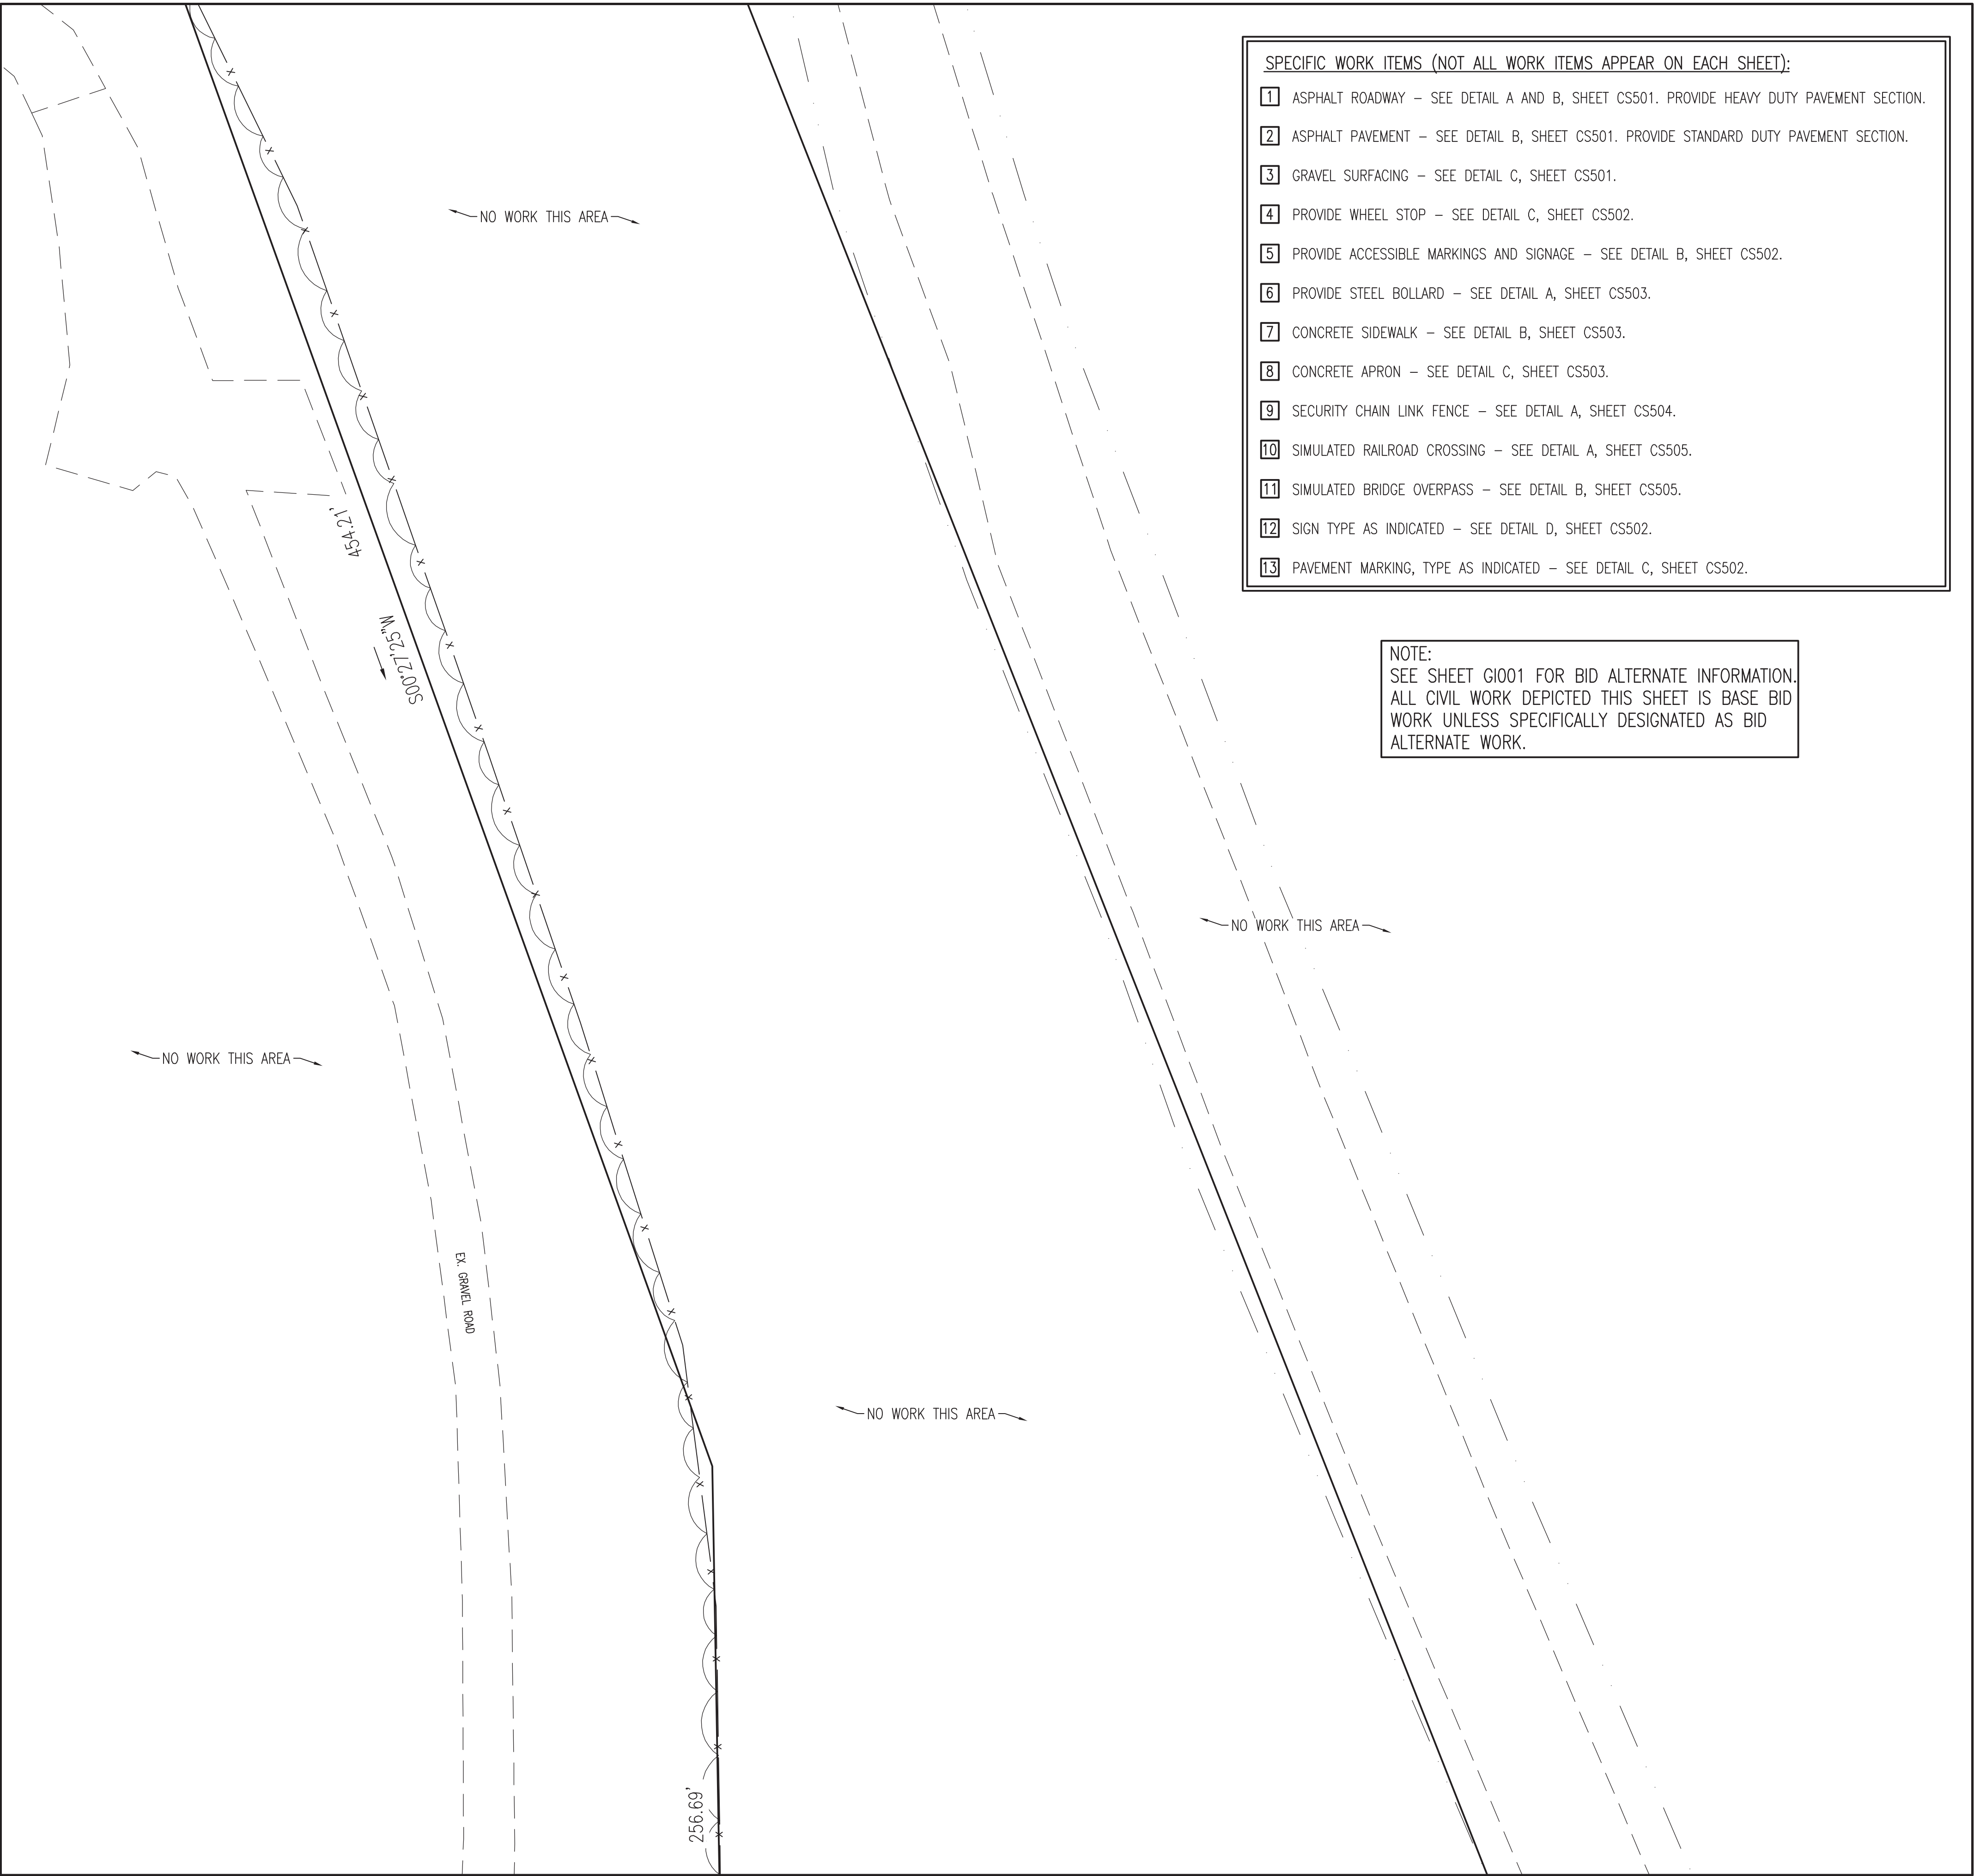 SPECIFIC WORK ITEMS (NOT ALL WORK ITEMS APPEAR ON EACH SHEET):
1 ASPHALT ROADWAY – SEE DETAIL A AND B, SHEET CS501. PROVIDE HEAVY DUTY PAVEMENT SECTION.
2 ASPHALT PAVEMENT – SEE DETAIL B, SHEET CS501. PROVIDE STANDARD DUTY PAVEMENT SECTION.
3 GRAVEL SURFACING – SEE DETAIL C, SHEET CS501.
4 PROVIDE WHEEL STOP – SEE DETAIL C, SHEET CS502.
5 PROVIDE ACCESSIBLE MARKINGS AND SIGNAGE – SEE DETAIL B, SHEET CS502.
6 PROVIDE STEEL BOLLARD – SEE DETAIL A, SHEET CS503.
7 CONCRETE SIDEWALK – SEE DETAIL B, SHEET CS503.
8 CONCRETE APRON – SEE DETAIL C, SHEET CS503.
9 SECURITY CHAIN LINK FENCE – SEE DETAIL A, SHEET CS504.
10 SIMULATED RAILROAD CROSSING – SEE DETAIL A, SHEET CS505.
11 SIMULATED BRIDGE OVERPASS – SEE DETAIL B, SHEET CS505.
12 SIGN TYPE AS INDICATED – SEE DETAIL D, SHEET CS502.
13 PAVEMENT MARKING, TYPE AS INDICATED – SEE DETAIL C, SHEET CS502.
NO WORK THIS AREA
454.21'
S00°27'25"W
NOTE:
SEE SHEET GI001 FOR BID ALTERNATE INFORMATION.
ALL CIVIL WORK DEPICTED THIS SHEET IS BASE BID
WORK UNLESS SPECIFICALLY DESIGNATED AS BID
ALTERNATE WORK.
NO WORK THIS AREA
NO WORK THIS AREA
EX. GRAVEL ROAD
NO WORK THIS AREA
256.69'